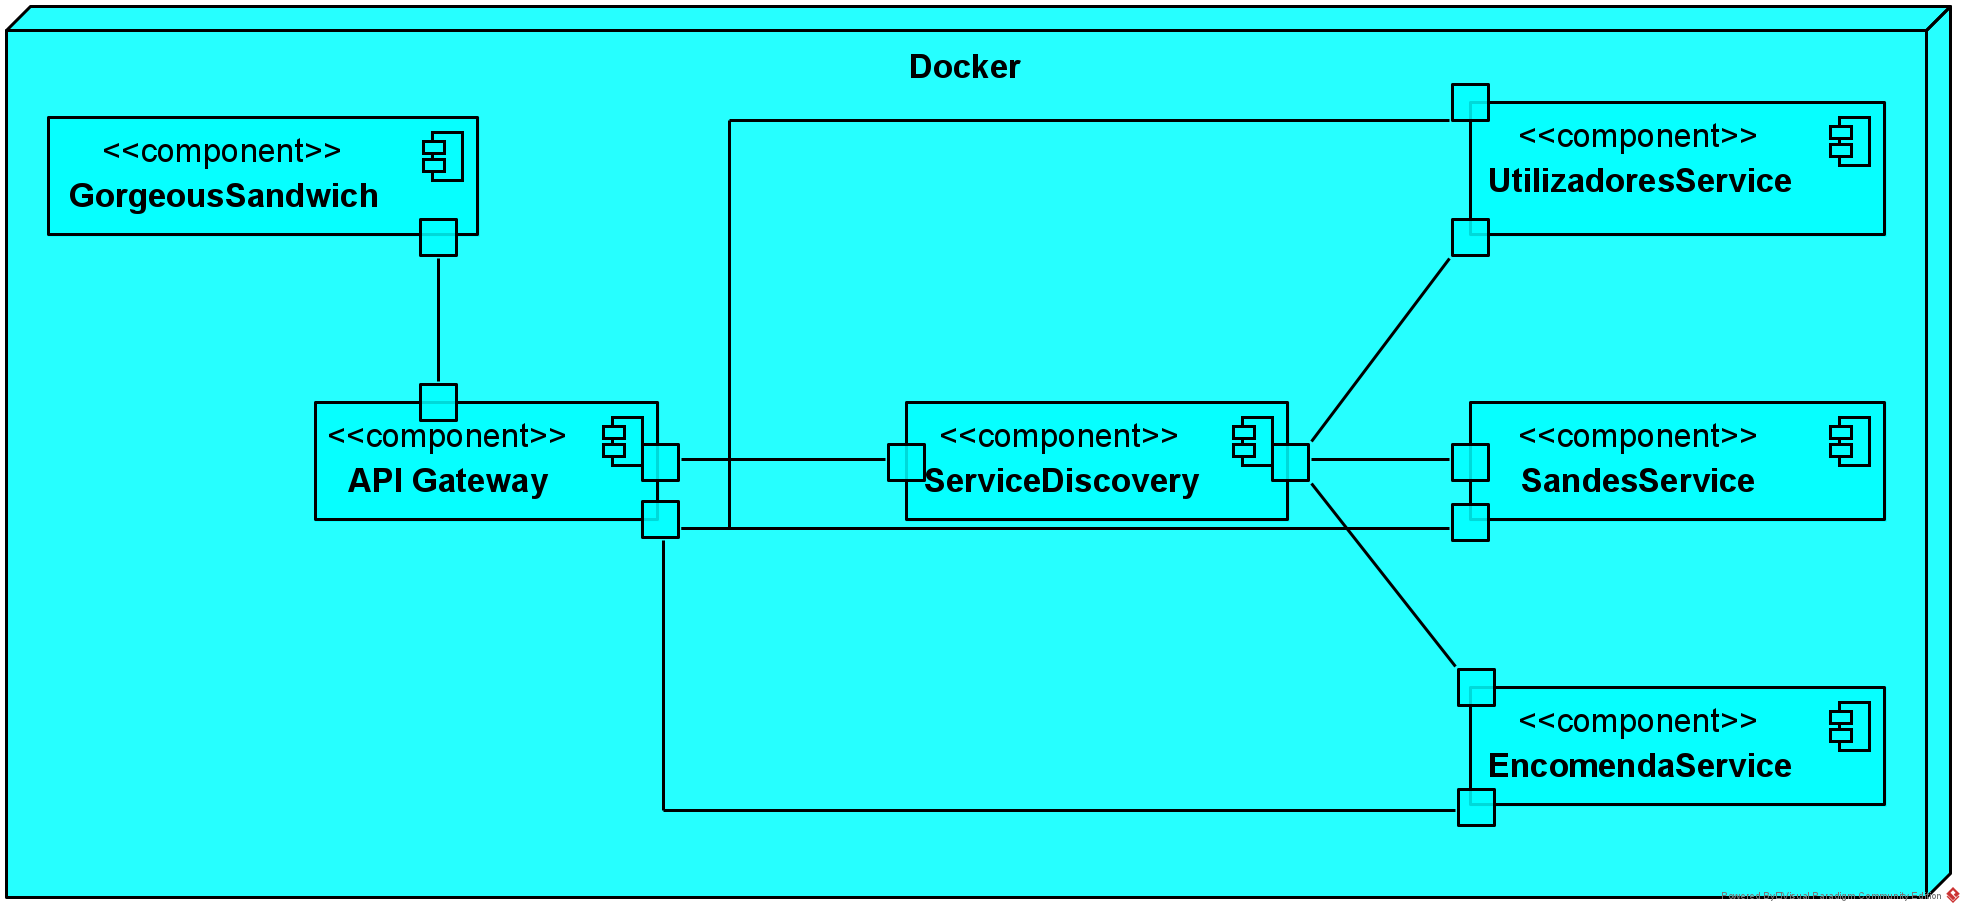 Docker
<<component>>
GorgeousSandwich
<<component>>
UtilizadoresService
<<component>>
API Gateway
<<component>>
ServiceDiscovery
<<component>>
SandesService
<<component>>
EncomendaService
Powered By Visual Paradigm Community Edition